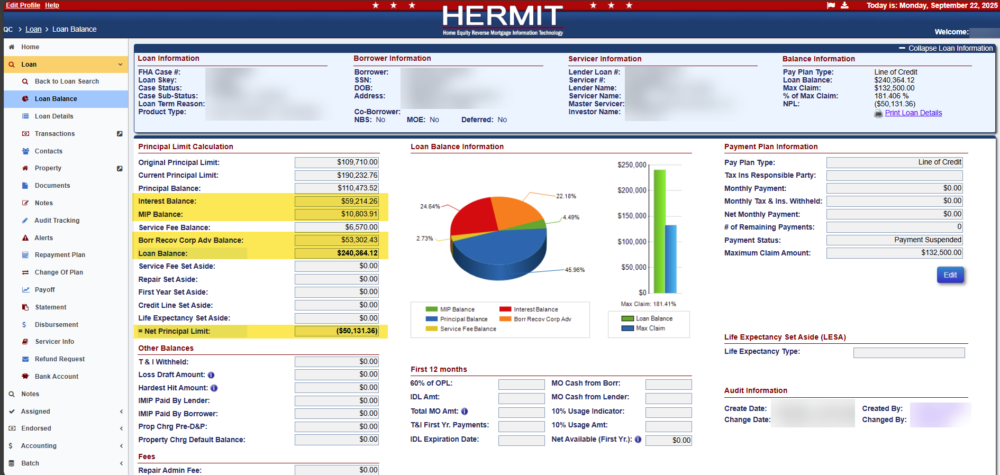 Edit Profile Help
HERMIT
Home Equity Reverse Mortgage Information Technology
Today is: Monday, September 22, 2025
QC > Loan > Loan Balance
Welcome:
Home
Loan
Back to Loan Search
Loan Balance
Loan Details
Transactions
Contacts
Property
Documents
Notes
Audit Tracking
Alerts
Repayment Plan
Change Of Plan
Payoff
Statement
Disbursement
Servicer Info
Refund Request
Bank Account
Notes
Assigned
Endorsed
Accounting
Batch
Collapse Loan Information
Loan Information
FHA Case #:
Loan Skey:
Case Status:
Case Sub-Status:
Loan Term Reason:
Product Type:
Borrower Information
Borrower:
SSN:
DOB:
Address:
Co-Borrower:
NBS: No MOE: No Deferred: No
Servicer Information
Lender Loan #:
Servicer #:
Lender Name:
Servicer Name:
Master Servicer:
Investor Name:
Balance Information
Pay Plan Type: Line of Credit
Loan Balance: $240,364.12
Max Claim: $132,500.00
% of Max Claim: 181.406 %
NPL: ($50,131.36)
Print Loan Details
Principal Limit Calculation
Original Principal Limit: $109,710.00
Current Principal Limit: $190,232.76
Principal Balance: $110,473.52
Interest Balance: $59,214.26
MIP Balance: $10,803.91
Service Fee Balance: $6,570.00
Borr Recov Corp Adv Balance: $53,302.43
Loan Balance: $240,364.12
Service Fee Set Aside: $0.00
Repair Set Aside: $0.00
First Year Set Aside: $0.00
Credit Line Set Aside: $0.00
Life Expectancy Set Aside: $0.00
= Net Principal Limit: ($50,131.36)
Other Balances
T & I Withheld: $0.00
Loss Draft Amount: $0.00
Hardest Hit Amount: $0.00
IMIP Paid By Lender: $0.00
IMIP Paid By Borrower: $0.00
Prop Chrg Pre-D&P: $0.00
Property Chrg Default Balance: $0.00
Fees
Repair Admin Fee: $0.00
Loan Balance Information
22.18%
24.64%
4.49%
2.73%
45.96%
MIP Balance Interest Balance
Principal Balance Borr Recov Corp Adv
Service Fee Balance
$250,000
$200,000
$150,000
$100,000
$50,000
$0
Max Claim: 181.41%
Loan Balance
Max Claim
First 12 months
60% of OPL: MO Cash from Borr:
IDL Amt: MO Cash from Lender:
Total MO Amt: 10% Usage Indicator:
T&I First Yr. Payments: 10% Usage Amt:
IDL Expiration Date: Net Available (First Yr.): $0.00
Payment Plan Information
Pay Plan Type: Line of Credit
Tax Ins Responsible Party:
Monthly Payment: $0.00
Monthly Tax & Ins. Withheld: $0.00
Net Monthly Payment: $0.00
# of Remaining Payments: 0
Payment Status: Payment Suspended
Maximum Claim Amount: $132,500.00
Edit
Life Expectancy Set Aside (LESA)
Life Expectancy Type:
Audit Information
Create Date: Created By:
Change Date: Changed By: